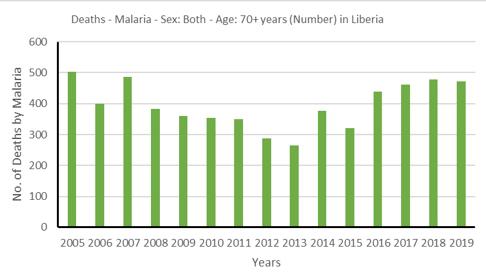 Deaths - Malaria - Sex: Both - Age: 70+ years (Number) in Liberia
No. of Deaths by Malaria
600
500
400
300
200
100
0
2005 2006 2007 2008 2009 2010 2011 2012 2013 2014 2015 2016 2017 2018 2019
Years